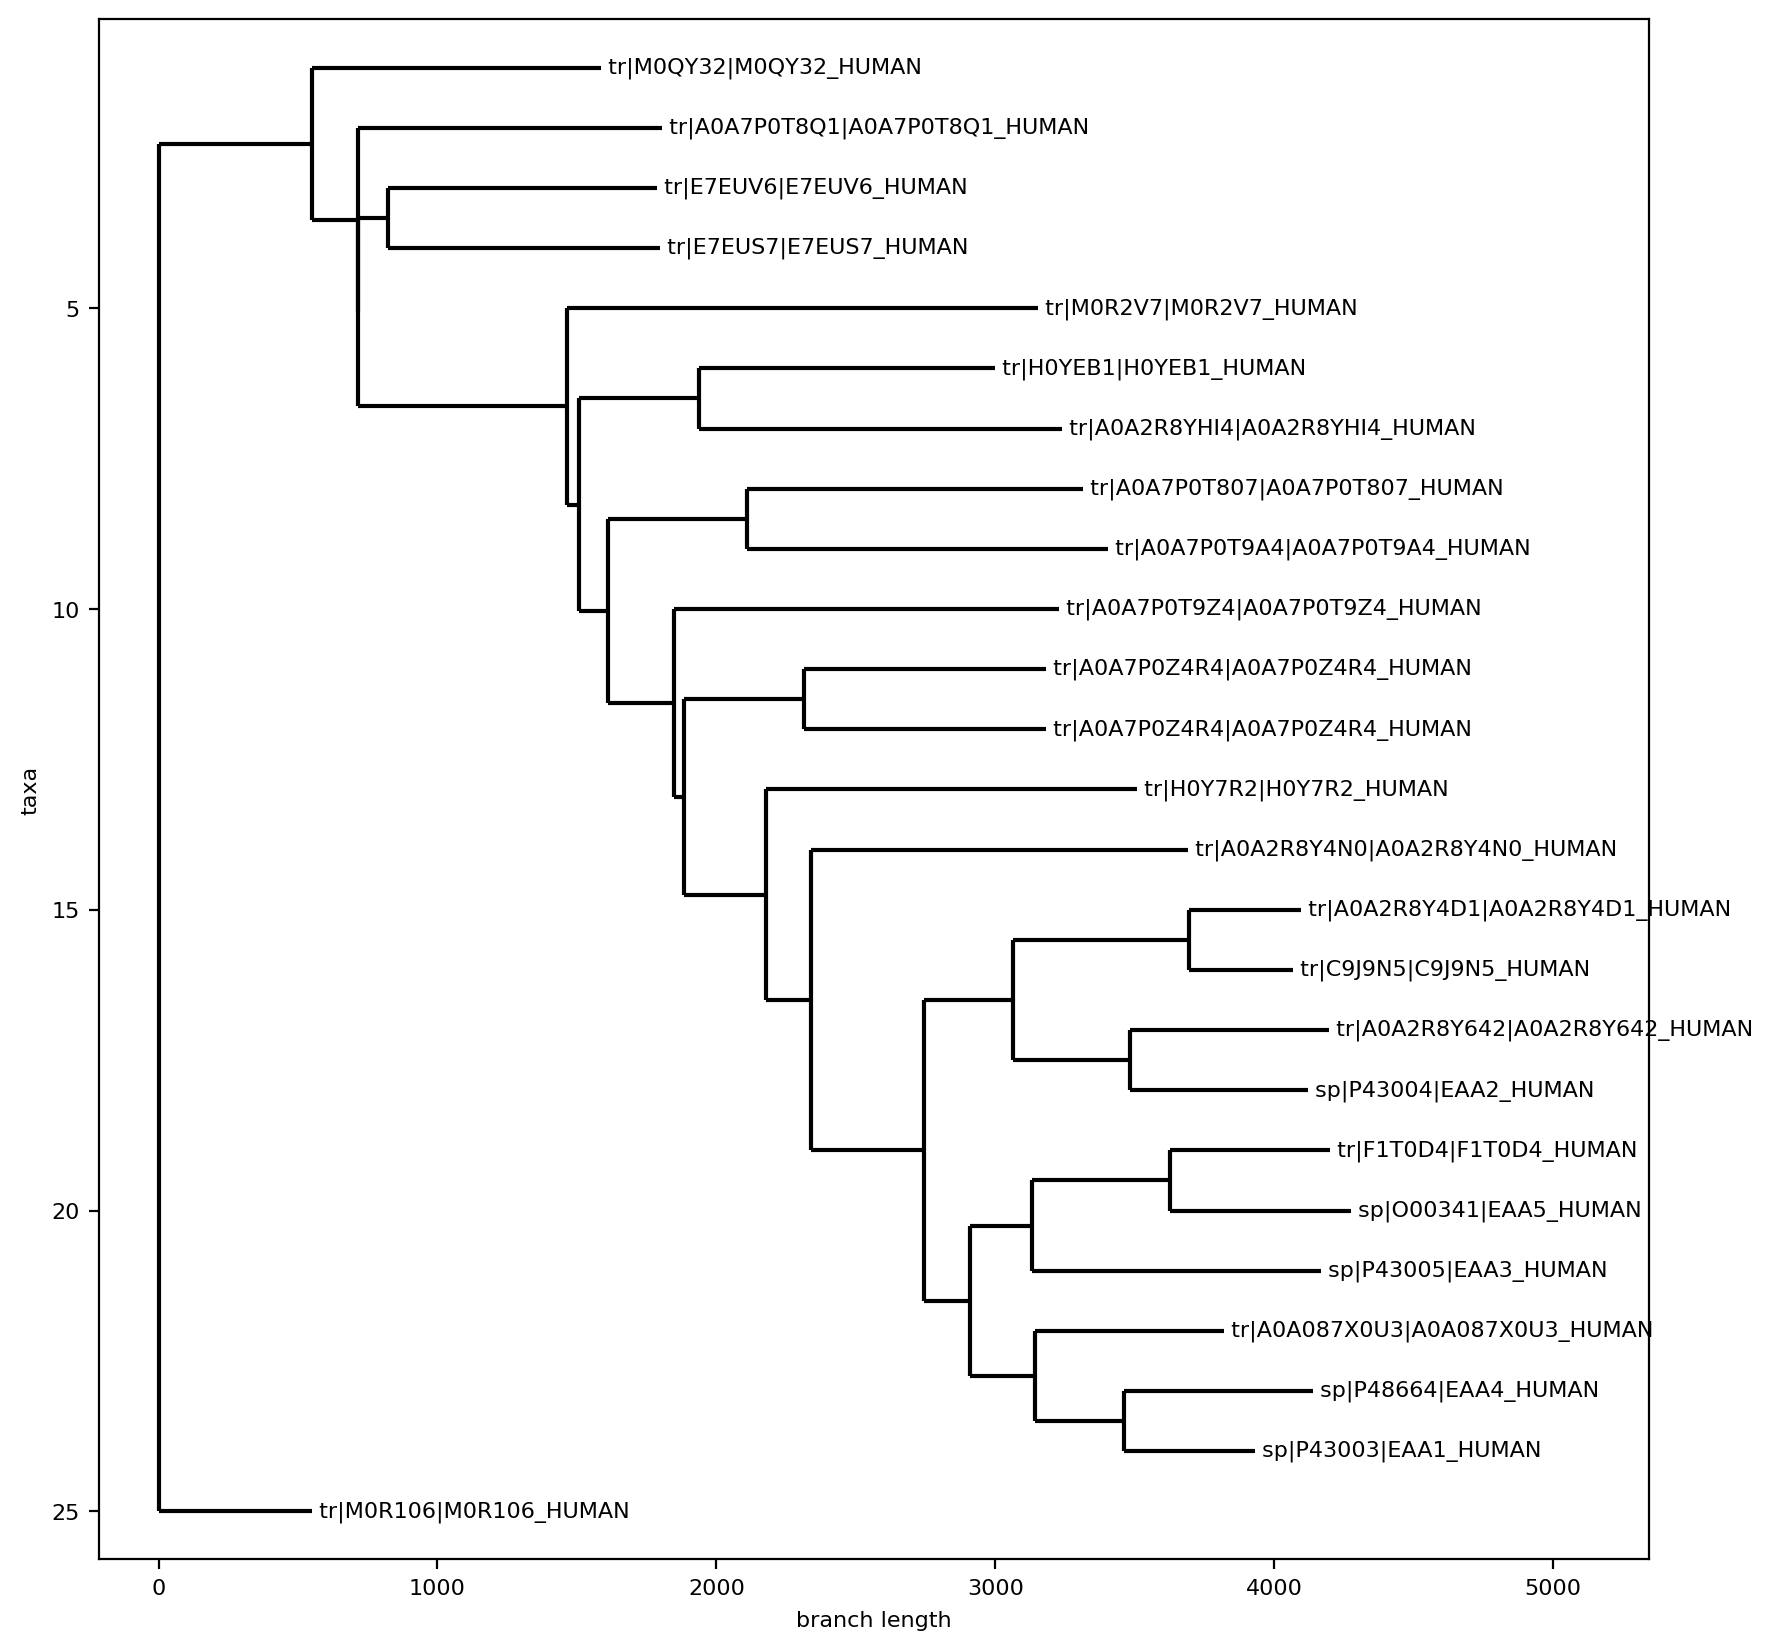 tr|M0QY32|M0QY32_HUMAN
tr|A0A7P0T8Q1|A0A7P0T8Q1_HUMAN
tr|E7EUV6|E7EUV6_HUMAN
tr|E7EUS7|E7EUS7_HUMAN
5
tr|M0R2V7|M0R2V7_HUMAN
tr|H0YEB1|H0YEB1_HUMAN
tr|A0A2R8YHI4|A0A2R8YHI4_HUMAN
tr|A0A7P0T807|A0A7P0T807_HUMAN
tr|A0A7P0T9A4|A0A7P0T9A4_HUMAN
10
tr|A0A7P0T9Z4|A0A7P0T9Z4_HUMAN
tr|A0A7P0Z4R4|A0A7P0Z4R4_HUMAN
tr|A0A7P0Z4R4|A0A7P0Z4R4_HUMAN
taxa
tr|H0Y7R2|H0Y7R2_HUMAN
tr|A0A2R8Y4N0|A0A2R8Y4N0_HUMAN
15
tr|A0A2R8Y4D1|A0A2R8Y4D1_HUMAN
tr|C9J9N5|C9J9N5_HUMAN
tr|A0A2R8Y642|A0A2R8Y642_HUMAN
sp|P43004|EAA2_HUMAN
tr|F1T0D4|F1T0D4_HUMAN
20
sp|O00341|EAA5_HUMAN
sp|P43005|EAA3_HUMAN
tr|A0A087X0U3|A0A087X0U3_HUMAN
sp|P48664|EAA4_HUMAN
sp|P43003|EAA1_HUMAN
25
tr|M0R106|M0R106_HUMAN
0 1000 2000 3000 4000 5000
branch length